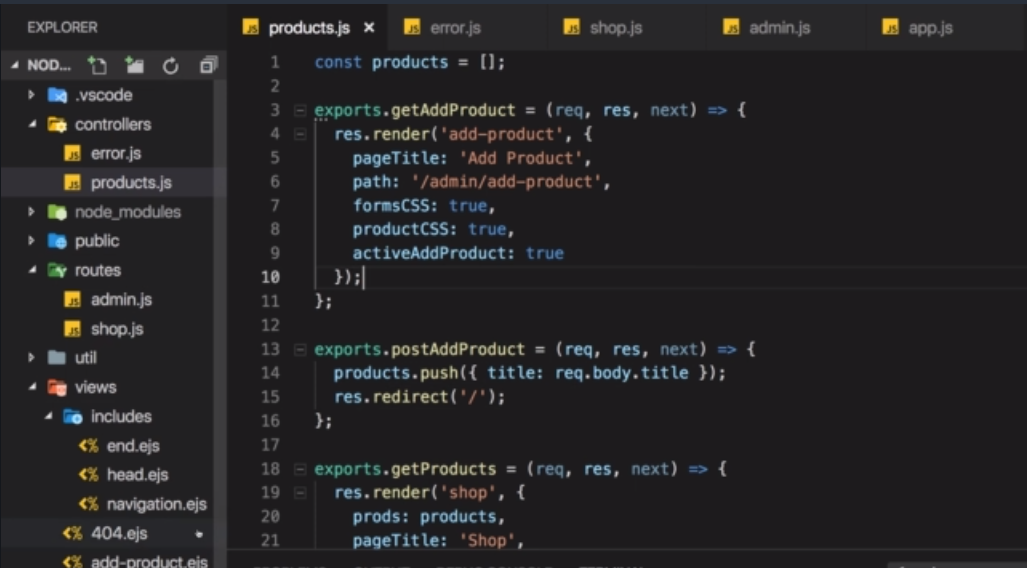 EXPLORER
products.js ×
error.js
shop.js
admin.js
app.js
NOD...
.vscode
controllers
error.js
products.js
node_modules
public
routes
admin.js
shop.js
util
views
includes
end.ejs
head.ejs
navigation.ejs
404.ejs
add-product.ejs
1 const products = [];
2
3 exports.getAddProduct = (req, res, next) => {
4 res.render('add-product', {
5 pageTitle: 'Add Product',
6 path: '/admin/add-product',
7 formsCSS: true,
8 productCSS: true,
9 activeAddProduct: true
10 });
11 };
12
13 exports.postAddProduct = (req, res, next) => {
14 products.push({ title: req.body.title });
15 res.redirect('/');
16 };
17
18 exports.getProducts = (req, res, next) => {
19 res.render('shop', {
20 prods: products,
21 pageTitle: 'Shop',